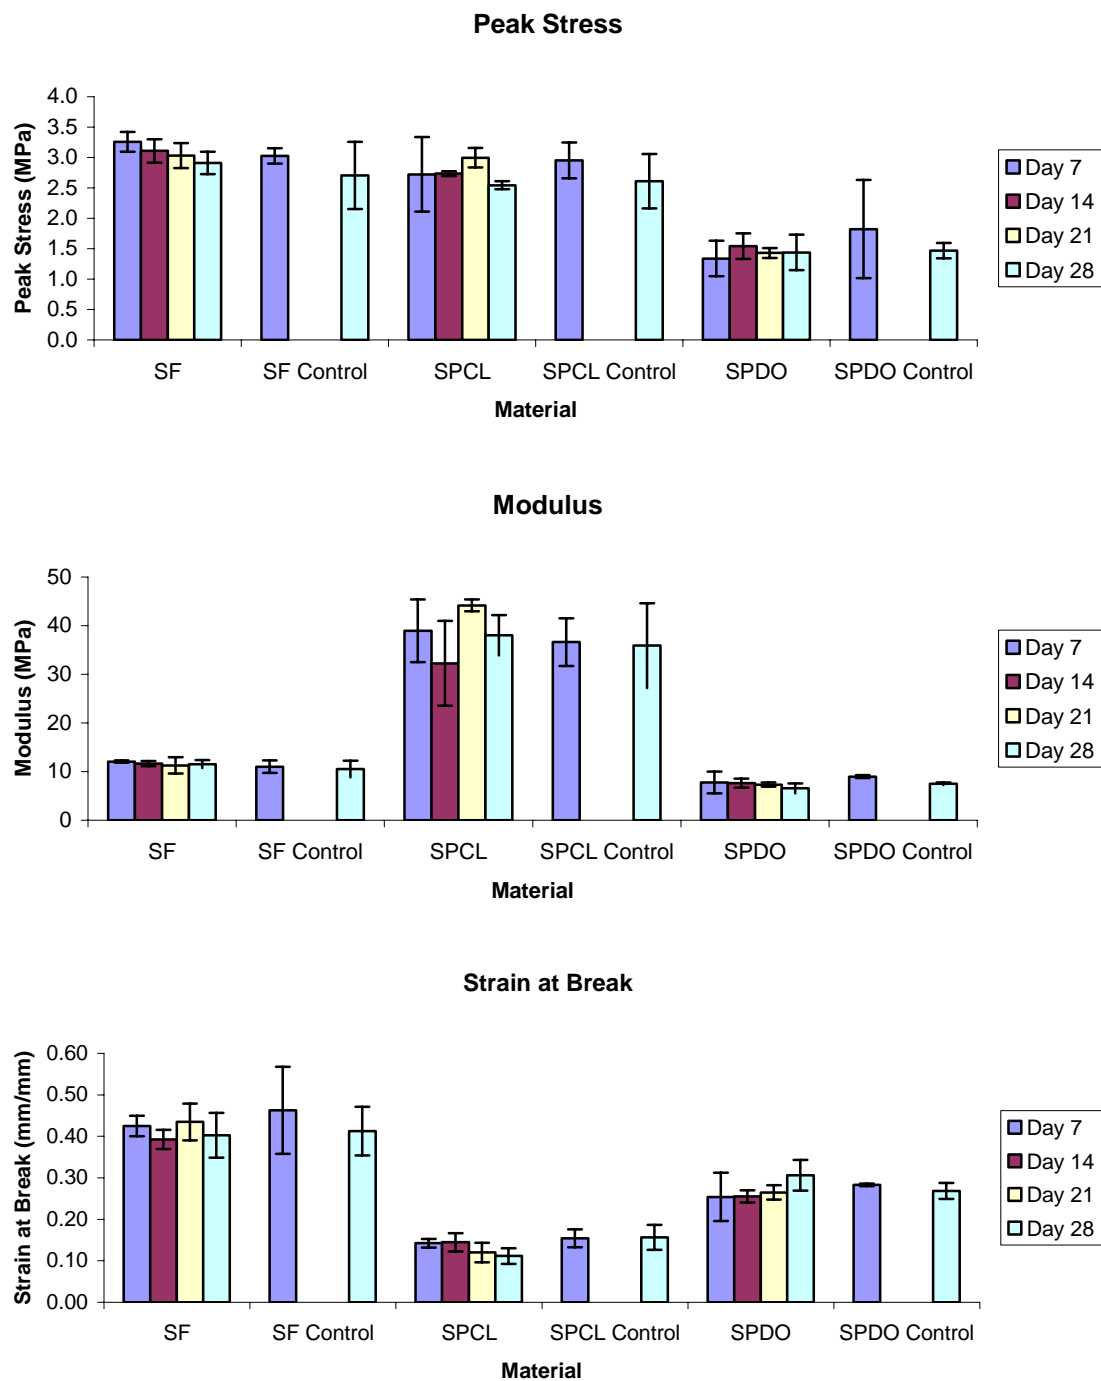 Peak Stress
4.0
3.5
3.0
2.5
2.0
1.5
1.0
0.5
0.0
Peak Stress (MPa)
SF SF Control SPCL SPCL Control SPDO SPDO Control
Material
Day 7
Day 14
Day 21
Day 28
Modulus
50
40
30
20
10
0
Modulus (MPa)
SF SF Control SPCL SPCL Control SPDO SPDO Control
Material
Day 7
Day 14
Day 21
Day 28
Strain at Break
0.60
0.50
0.40
0.30
0.20
0.10
0.00
Strain at Break (mm/mm)
SF SF Control SPCL SPCL Control SPDO SPDO Control
Material
Day 7
Day 14
Day 21
Day 28